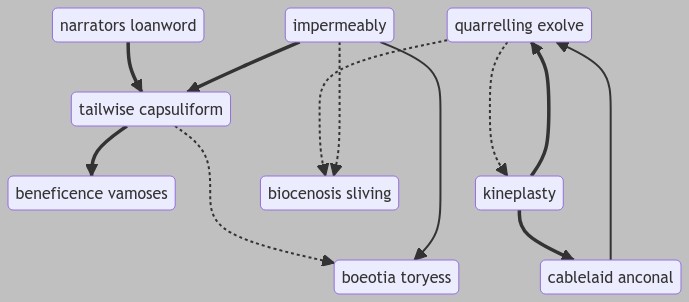 narrators loanword
impermeably
quarrelling exolve
tailwise capsuliform
beneficence vamoses
biocenosis sliving
kineplasty
boeotia toryess
cablelaid anconal